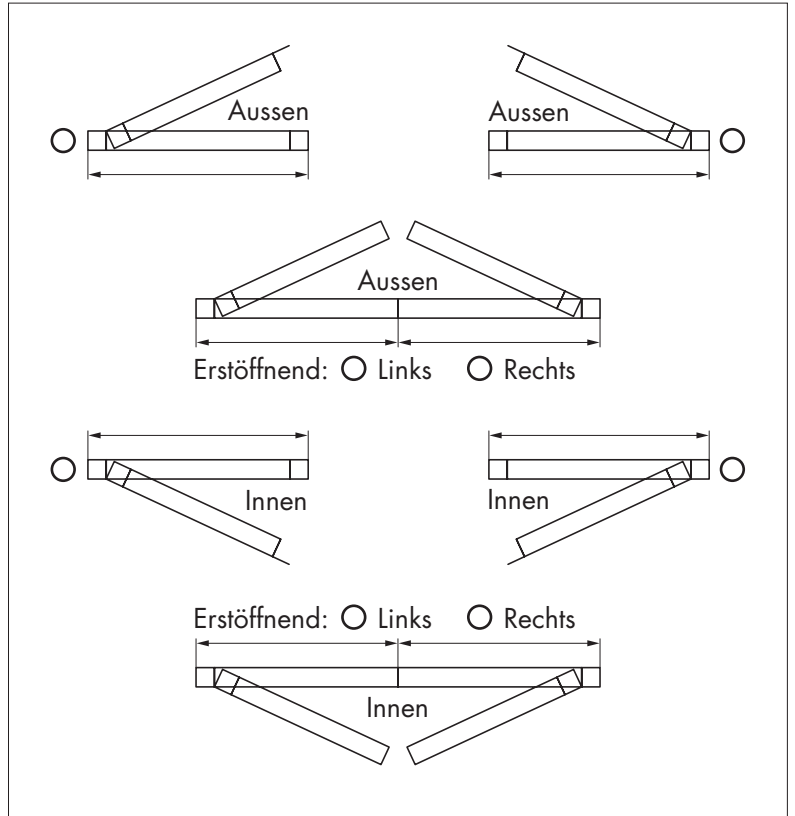 Aussen Aussen
Aussen
Erstöffnend: Links Rechts
Innen Innen
Erstöffnend: Links Rechts
Innen